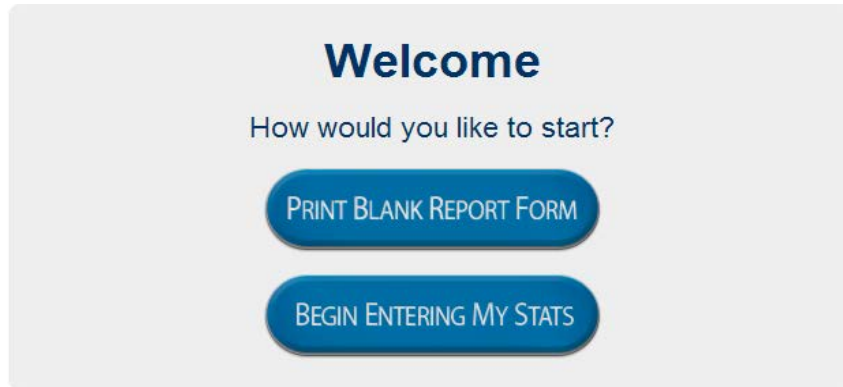 Welcome
How would you like to start?
PRINT BLANK REPORT FORM
BEGIN ENTERING MY STATS